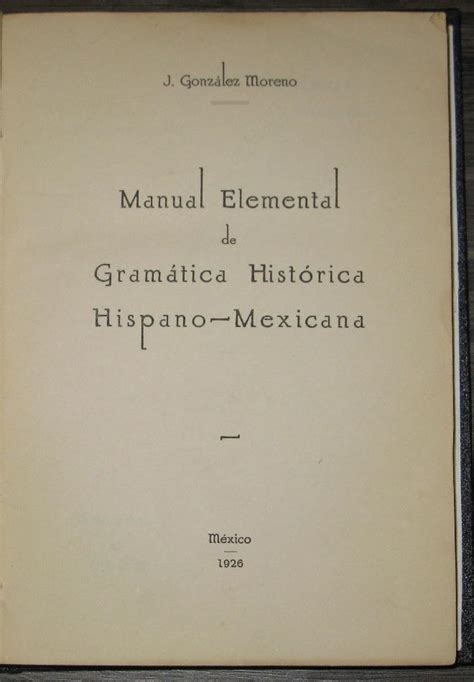 J. González Moreno
Manual Elemental
de
Gramática Histórica
Hispano-Mexicana
México
1926